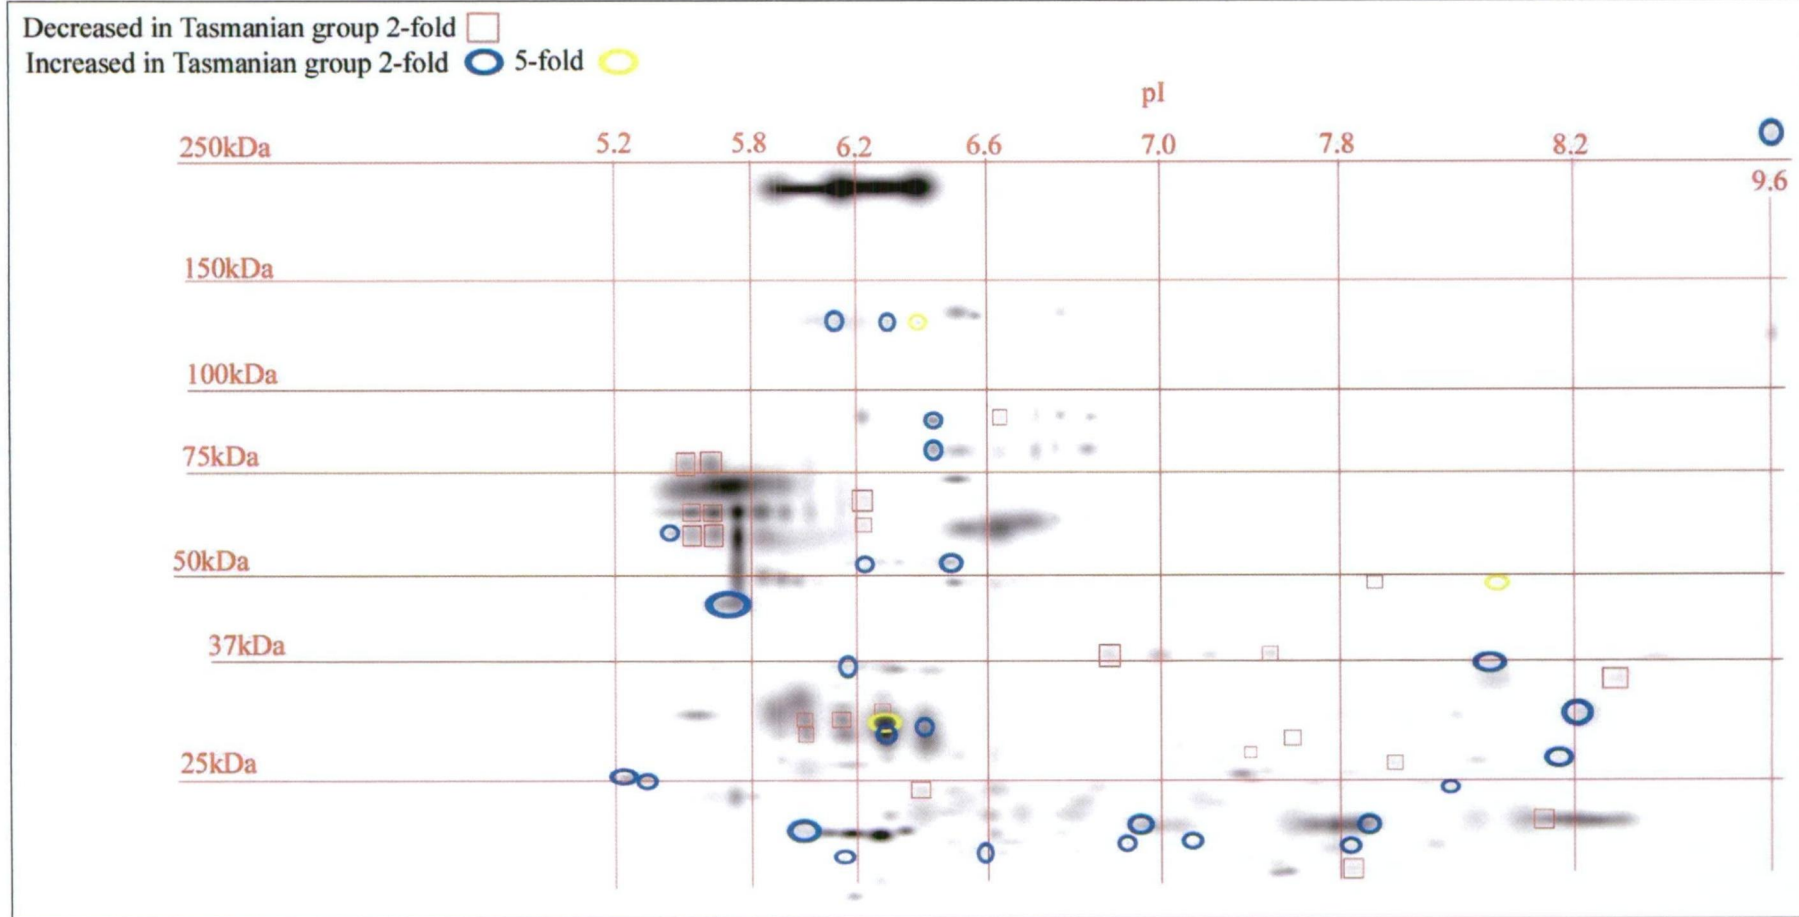 Decreased in Tasmanian group 2-fold
Increased in Tasmanian group 2-fold 5-fold
pI
250kDa 5.2 5.8 6.2 6.6 7.0 7.8 8.2
9.6
150kDa
100kDa
75kDa
50kDa
37kDa
25kDa